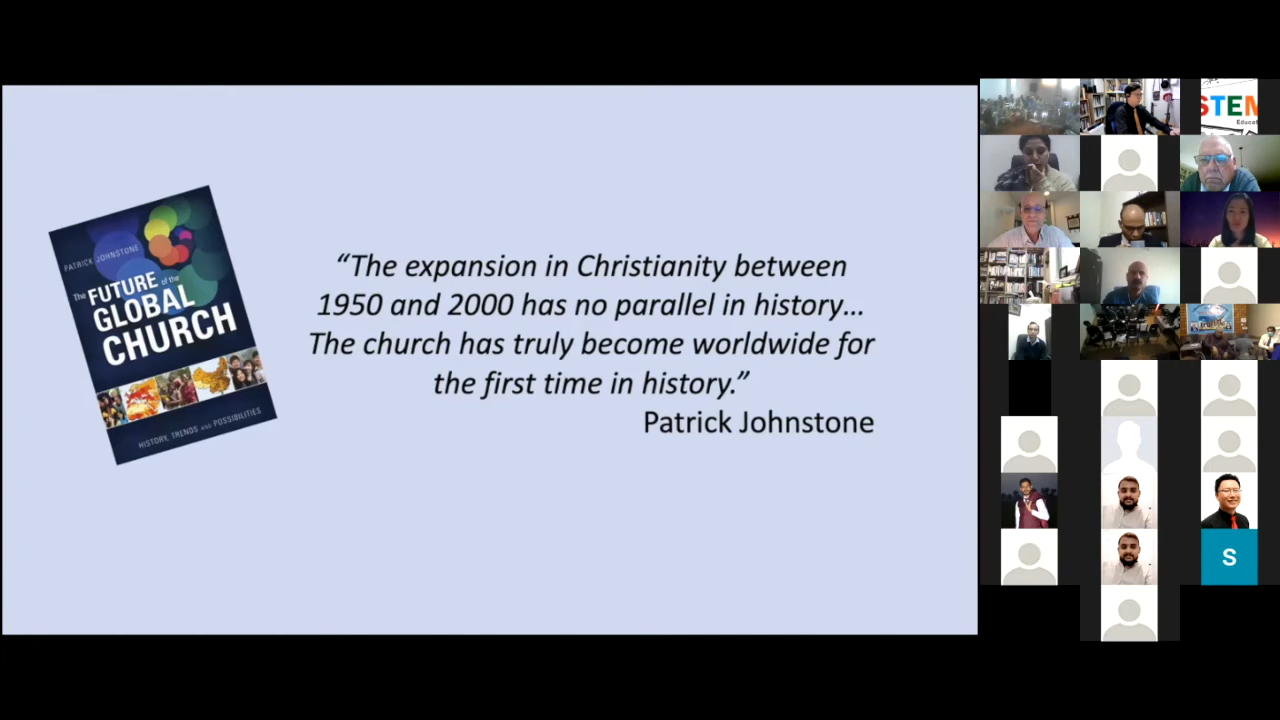 PATRICK JOHNSTONE
The FUTURE of the
GLOBAL
CHURCH
HISTORY, TRENDS AND POSSIBILITIES
“The expansion in Christianity between
1950 and 2000 has no parallel in history...
The church has truly become worldwide for
the first time in history.”
Patrick Johnstone
STEM
Educat
S